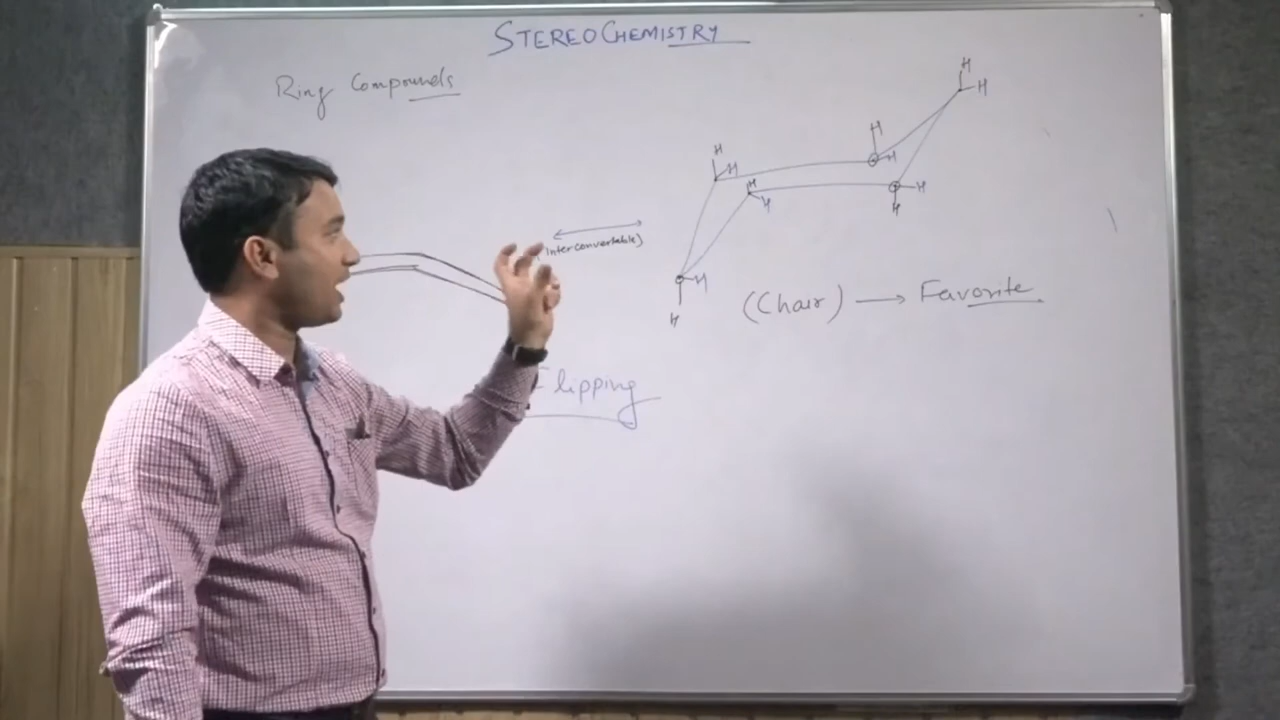 STEREOCHEMISTRY
Ring Compounds
H
H
H
H
H
H
H
H
H
H
H
H
Interconvertable)
(Chair) → Favorite
Flipping